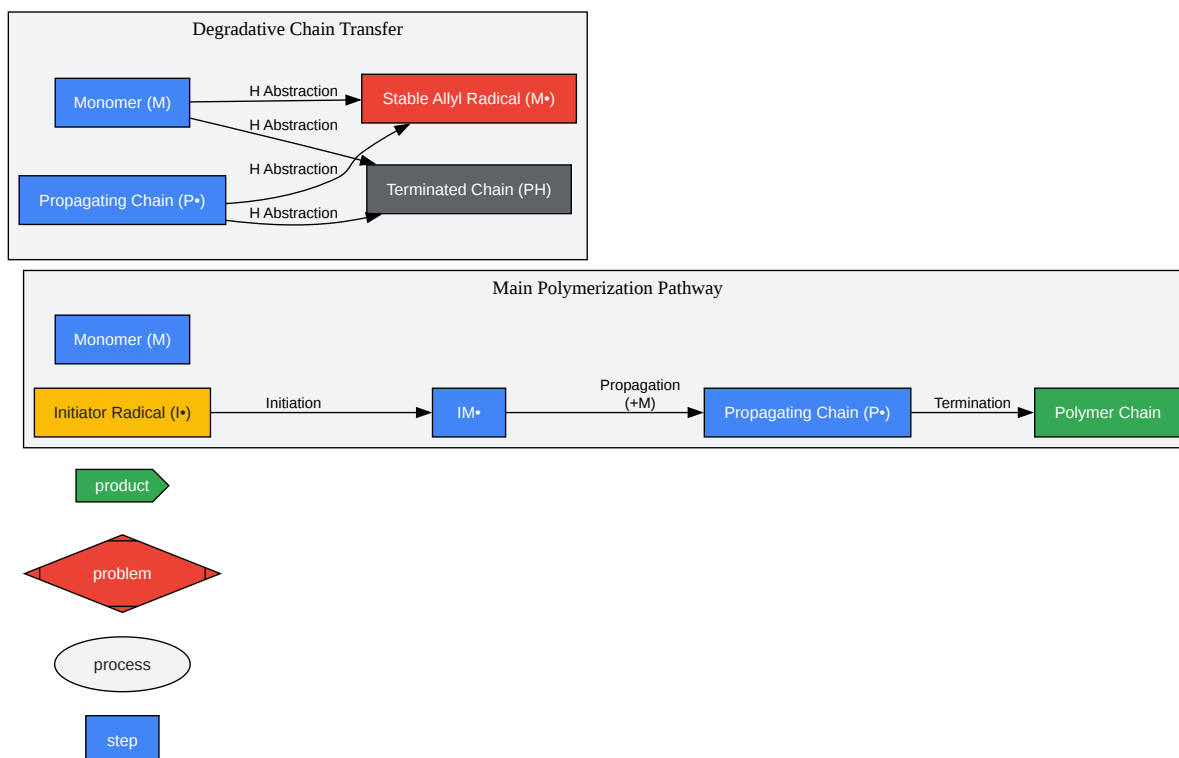 Degradative Chain Transfer
Monomer (M)
H Abstraction
Stable Allyl Radical (M•)
H Abstraction
H Abstraction
Terminated Chain (PH)
Propagating Chain (P•)
H Abstraction
Main Polymerization Pathway
Monomer (M)
Initiator Radical (I•)
Initiation
IM•
Propagation
(+M)
Propagating Chain (P•)
Termination
Polymer Chain
product
problem
process
step